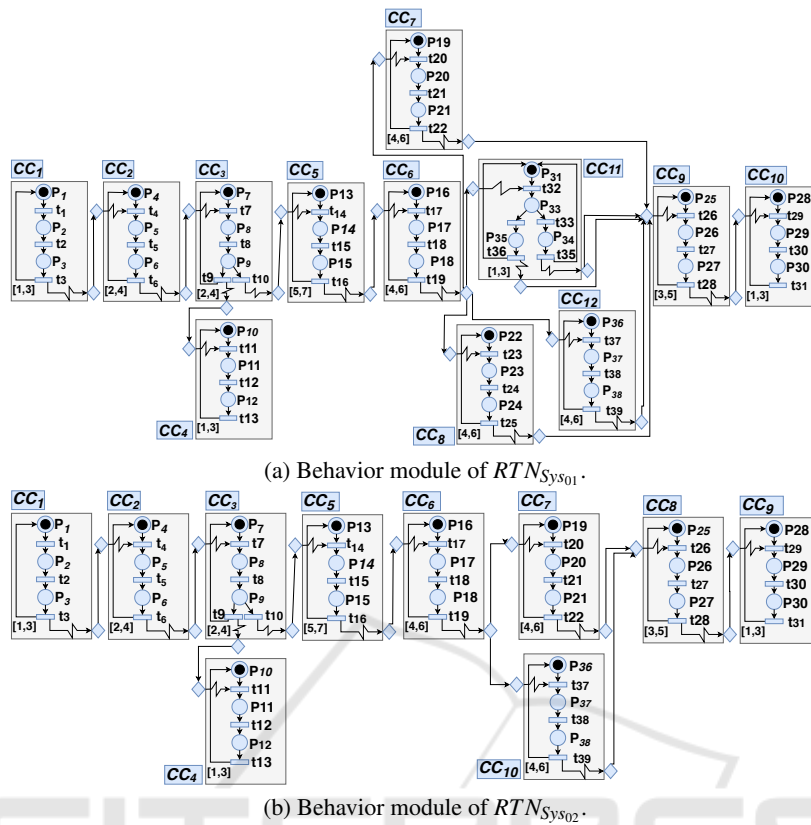 CC7
P19
t20
P20
t21
P21
t22
[4,6]
CC1
P1
t1
P2
t2
P3
t3
[1,3]
CC2
P4
t4
P5
t5
P6
t6
[2,4]
CC3
P7
t7
P8
t8
P9
t9
t10
[2,4]
CC5
P13
t14
P14
t15
P15
t16
[5,7]
CC6
P16
t17
P17
t18
P18
t19
[4,6]
CC11
P31
t32
P33
t33
P35
P34
t36
t35
[1,3]
CC9
P25
t26
P26
t27
P27
t28
[3,5]
CC10
P28
t29
P29
t30
P30
t31
[1,3]
CC4
P10
t11
P11
t12
P12
t13
[1,3]
CC8
P22
t23
P23
t24
P24
t25
[4,6]
CC12
P36
t37
P37
t38
P38
t39
[4,6]
(a) Behavior module of RTN_Sys01.
CC1
P1
t1
P2
t2
P3
t3
[1,3]
CC2
P4
t4
P5
t5
P6
t6
[2,4]
CC3
P7
t7
P8
t8
P9
t9
t10
[2,4]
CC5
P13
t14
P14
t15
P15
t16
[5,7]
CC6
P16
t17
P17
t18
P18
t19
[4,6]
CC7
P19
t20
P20
t21
P21
t22
[4,6]
CC8
P25
t26
P26
t27
P27
t28
[3,5]
CC9
P28
t29
P29
t30
P30
t31
[1,3]
CC4
P10
t11
P11
t12
P12
t13
[1,3]
CC10
P36
t37
P37
t38
P38
t39
[4,6]
(b) Behavior module of RTN_Sys02.